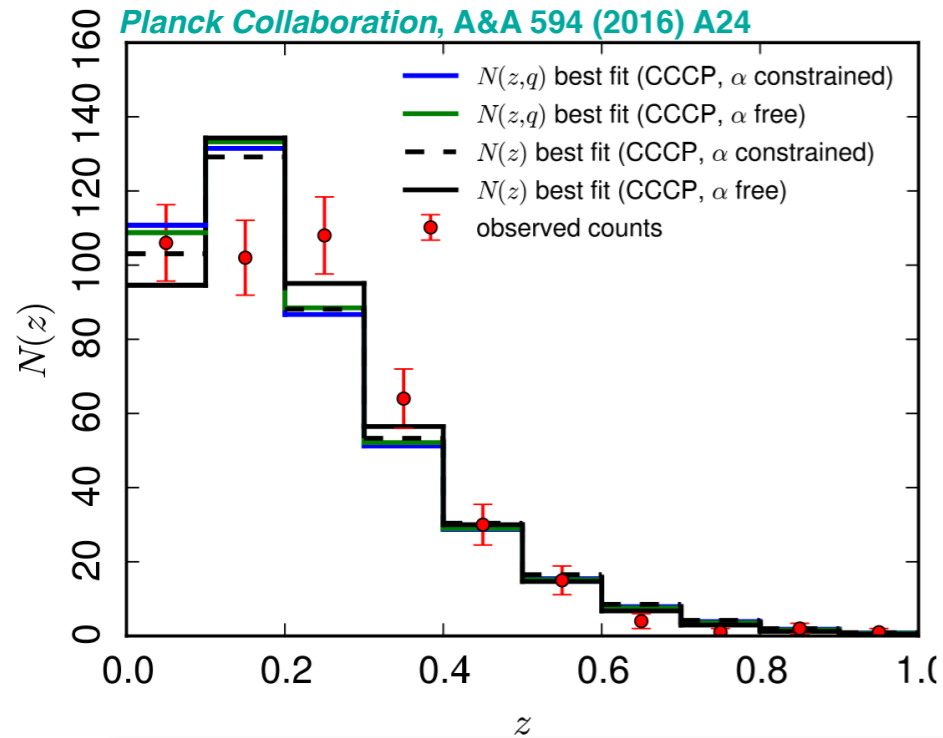 Planck Collaboration, A&A 594 (2016) A24
160
140
120
100
80
60
40
20
0
N(z)
N(z,q) best fit (CCCP, α constrained)
N(z,q) best fit (CCCP, α free)
N(z) best fit (CCCP, α constrained)
N(z) best fit (CCCP, α free)
observed counts
0.0 0.2 0.4 0.6 0.8 1.0
z